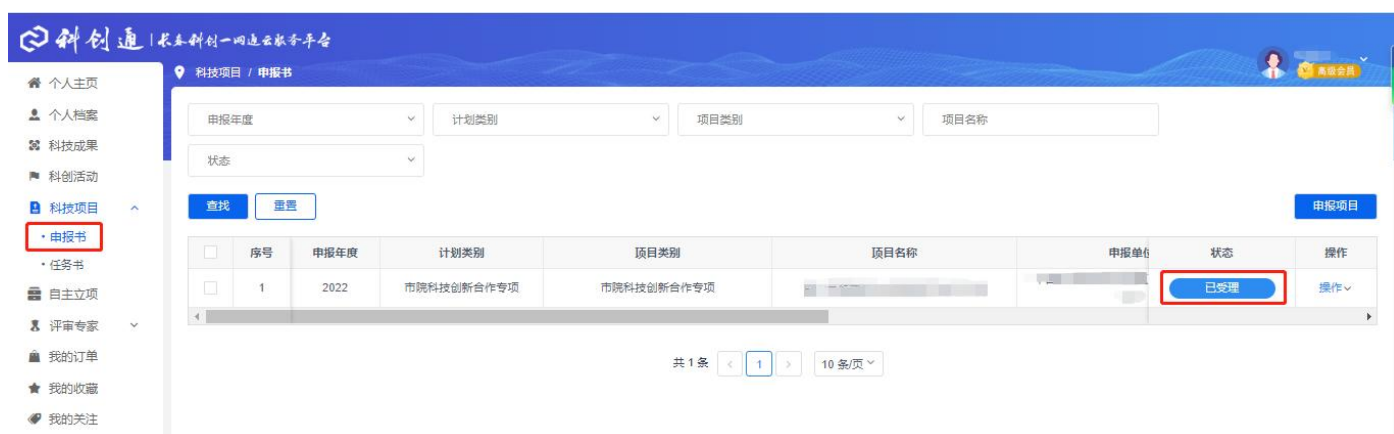 科创通 长春科创一网通云服务平台
高级会员
科技项目 / 申报书
个人主页
个人档案
科技成果
科创活动
科技项目
· 申报书
· 任务书
自主立项
评审专家
我的订单
我的收藏
我的关注
申报年度 计划类别 项目类别 项目名称
状态
查找 重置 申报项目
序号 申报年度 计划类别 项目类别 项目名称 申报单位 状态 操作
1 2022 市院科技创新合作专项 市院科技创新合作专项 已受理 操作
共 1 条 < 1 > 10 条/页